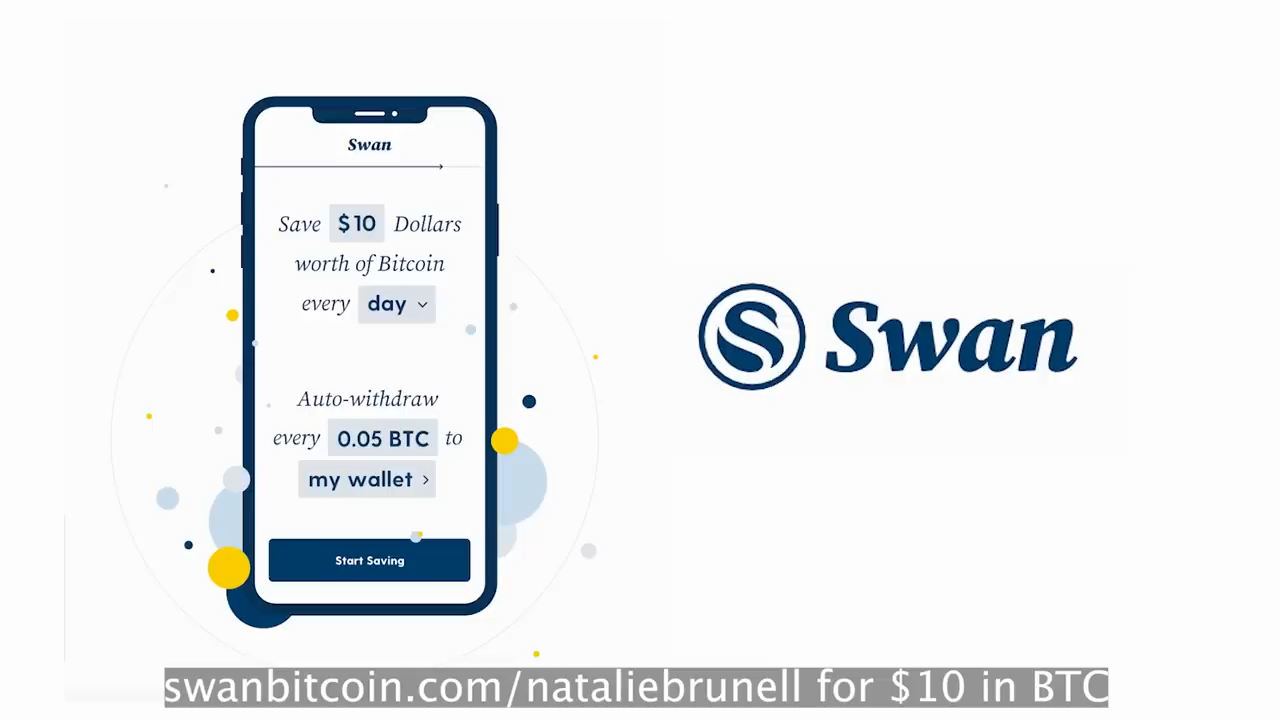 Swan
Save $10 Dollars
worth of Bitcoin
every day
Auto-withdraw
every 0.05 BTC to
my wallet
Start Saving
Swan
swanbitcoin.com/nataliebrunell for $10 in BTC